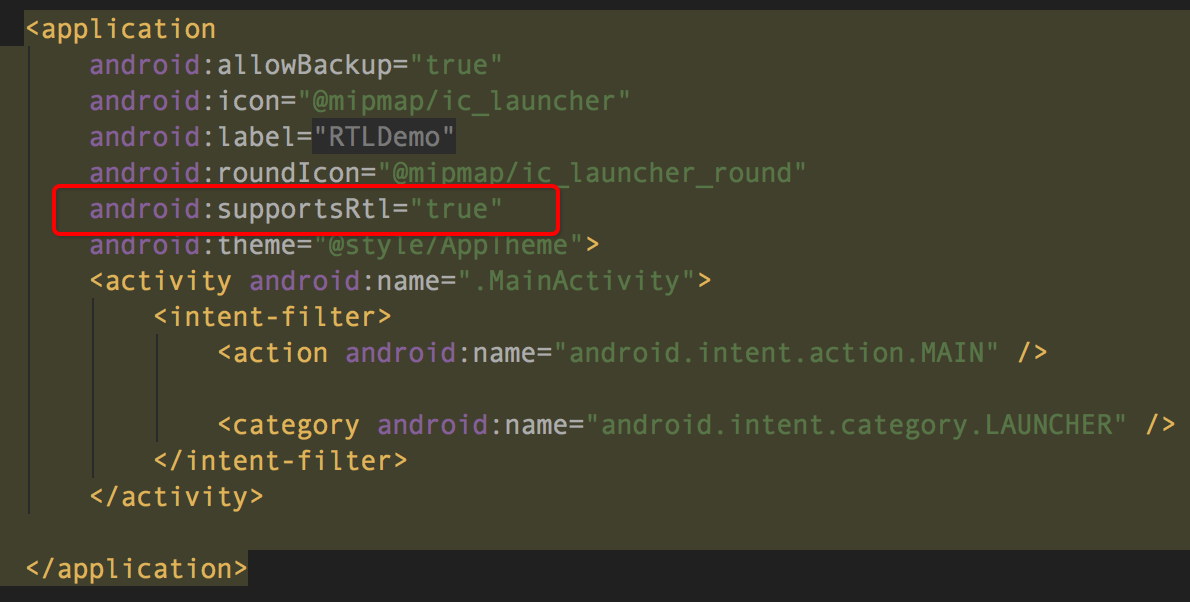 <application
android:allowBackup="true"
android:icon="@mipmap/ic_launcher"
android:label="RTLDemo"
android:roundIcon="@mipmap/ic_launcher_round"
android:supportsRtl="true"
android:theme="@style/AppTheme">
<activity android:name=".MainActivity">
<intent-filter>
<action android:name="android.intent.action.MAIN" />
<category android:name="android.intent.category.LAUNCHER" />
</intent-filter>
</activity>
</application>